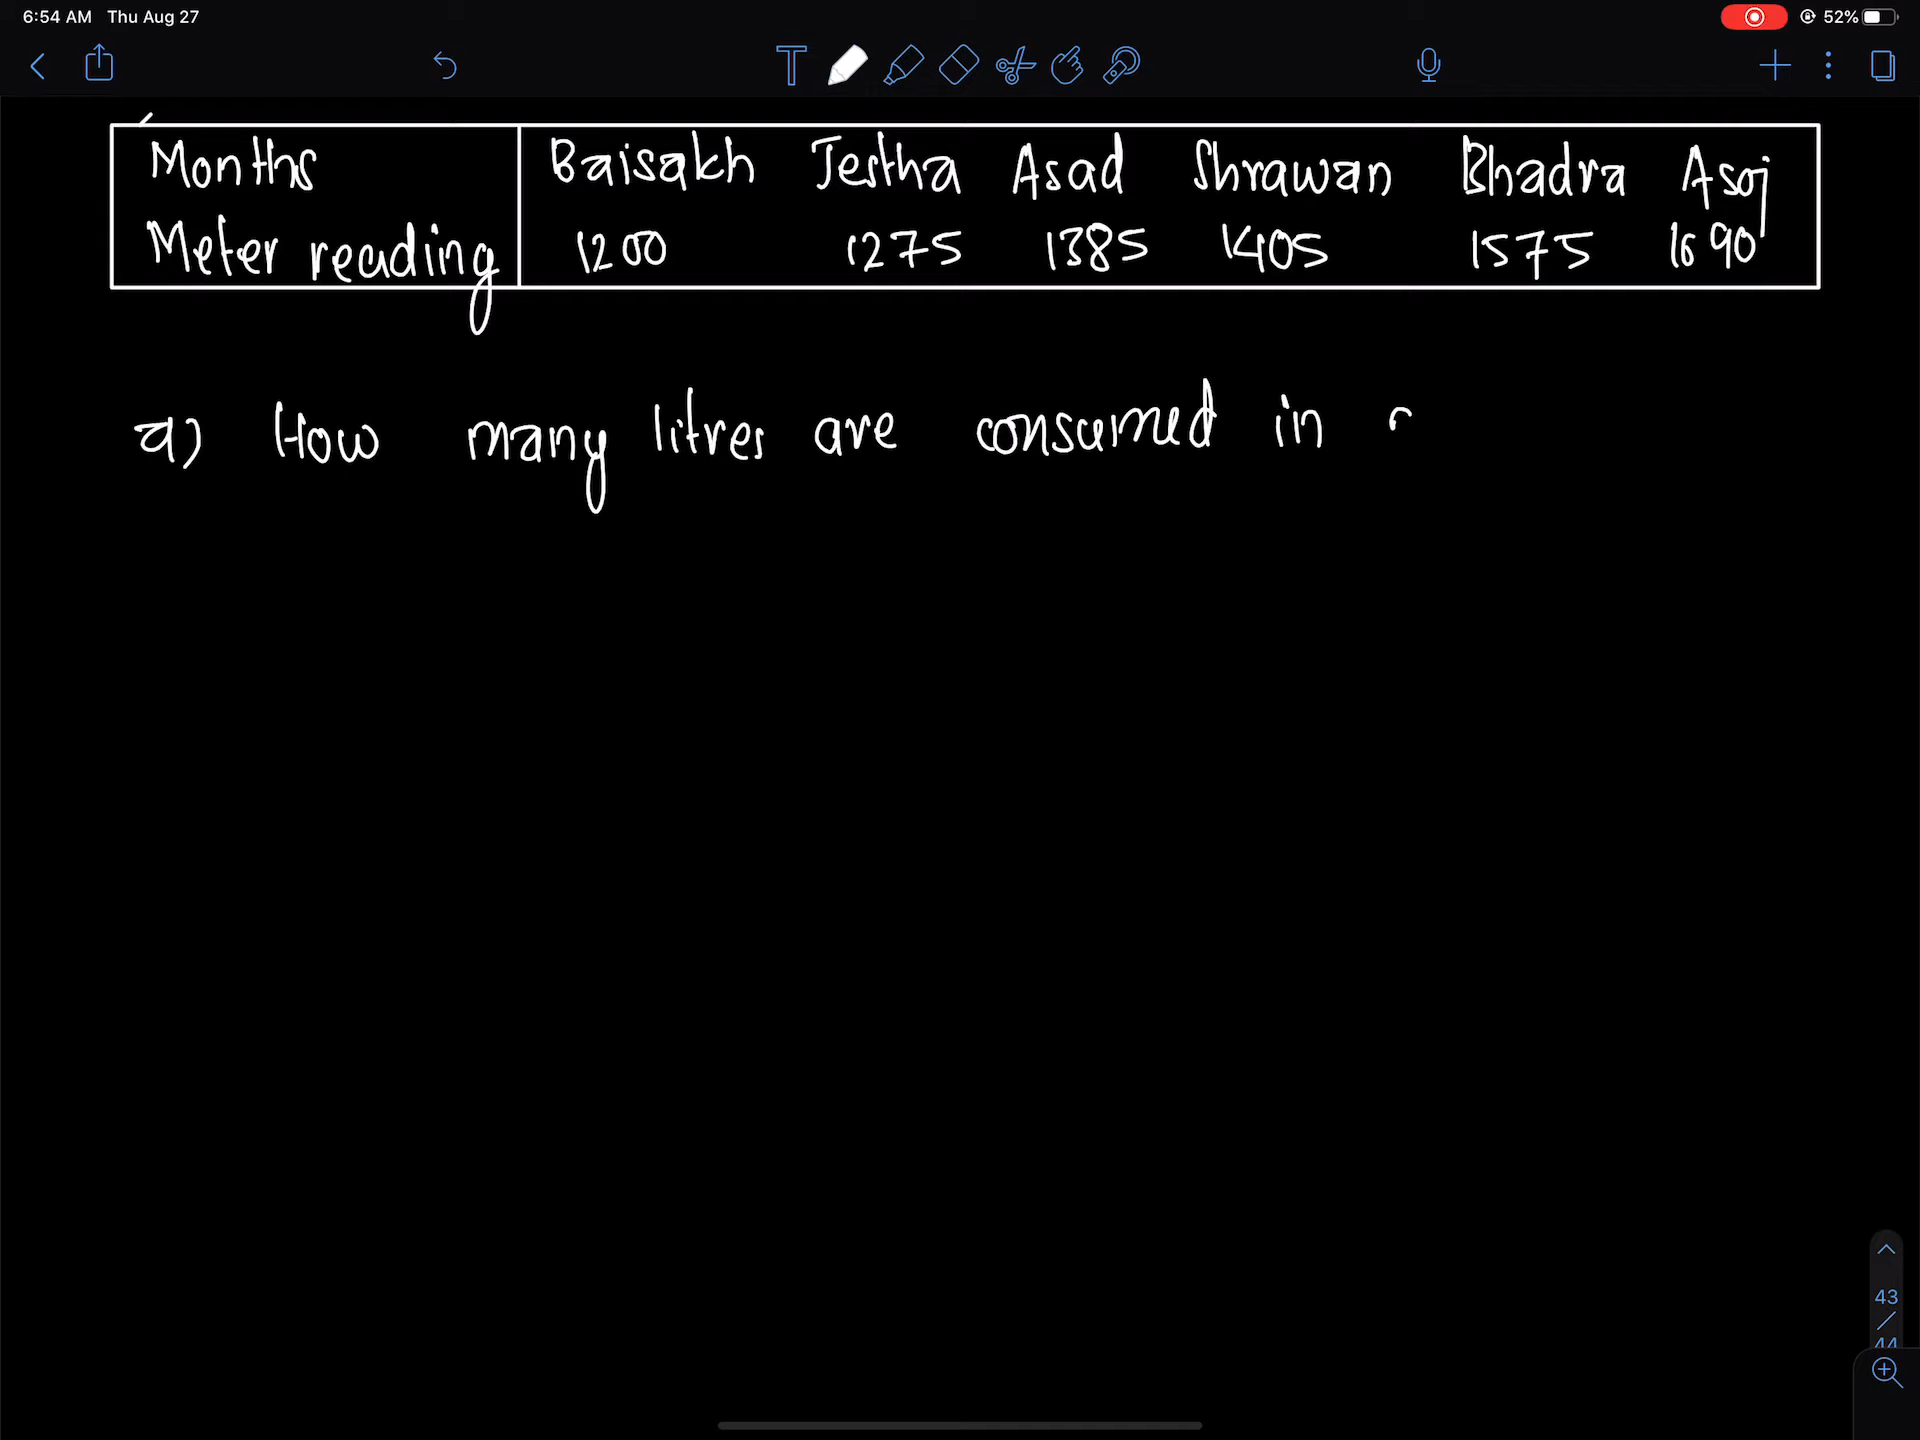 6:54 AM Thu Aug 27 52%
Months Baisakh Jestha Asad Shrawan Bhadra Asoj
Meter reading 1200 1275 1385 1405 1575 1690
a) How many litres are consumed in
43
/
44